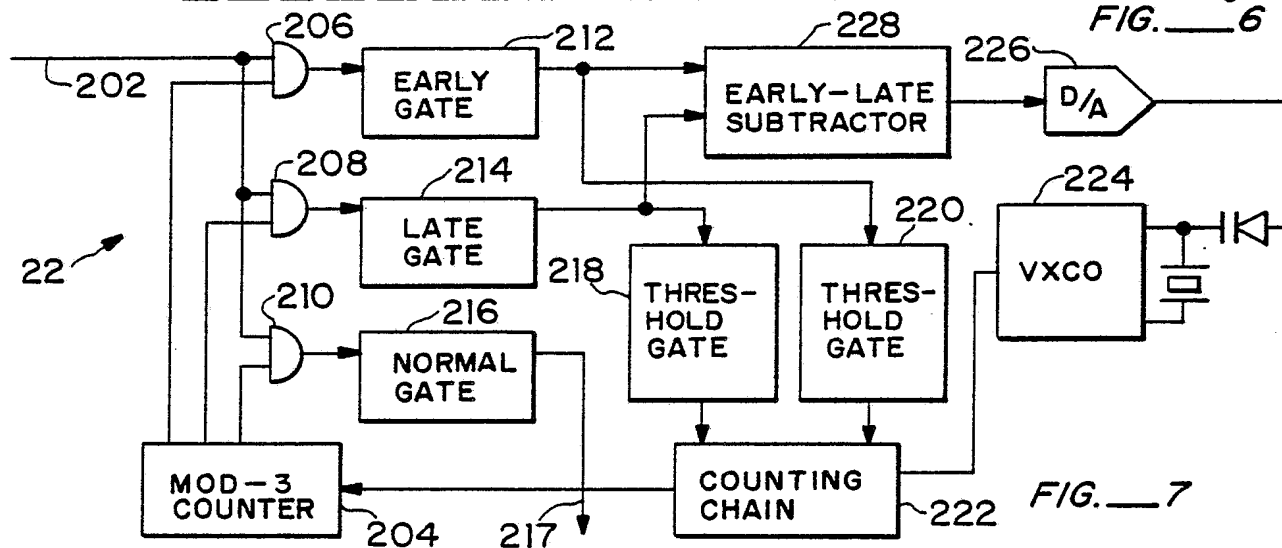 FIG. 6
206
212
228
226
202
EARLY
GATE
EARLY-LATE
SUBTRACTOR
D/A
208
214
224
220
22
LATE
GATE
218
THRES-
HOLD
GATE
THRES-
HOLD
GATE
VXCO
210
216
NORMAL
GATE
MOD-3
COUNTER
204
217
COUNTING
CHAIN
222
FIG. 7